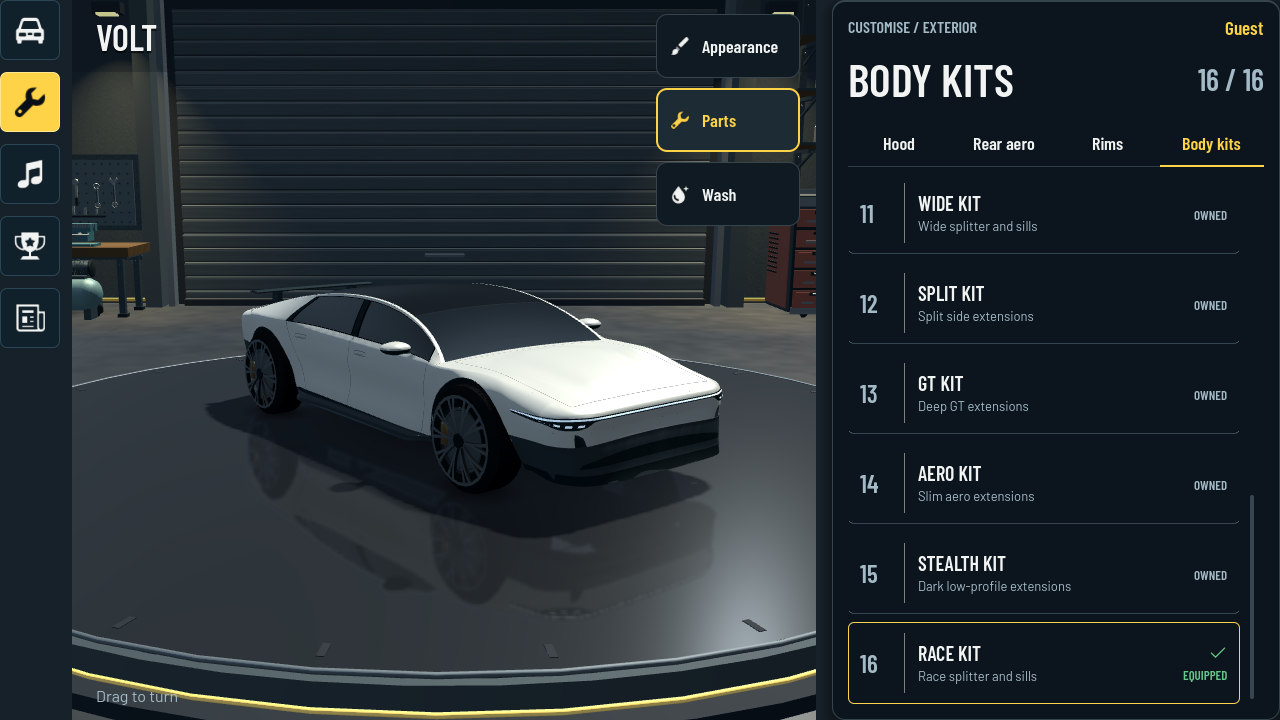 VOLT
Appearance
Parts
Wash
Drag to turn
CUSTOMISE / EXTERIOR
Guest
BODY KITS
16 / 16
Hood
Rear aero
Rims
Body kits
11
WIDE KIT
Wide splitter and sills
OWNED
12
SPLIT KIT
Split side extensions
OWNED
13
GT KIT
Deep GT extensions
OWNED
14
AERO KIT
Slim aero extensions
OWNED
15
STEALTH KIT
Dark low-profile extensions
OWNED
16
RACE KIT
Race splitter and sills
EQUIPPED